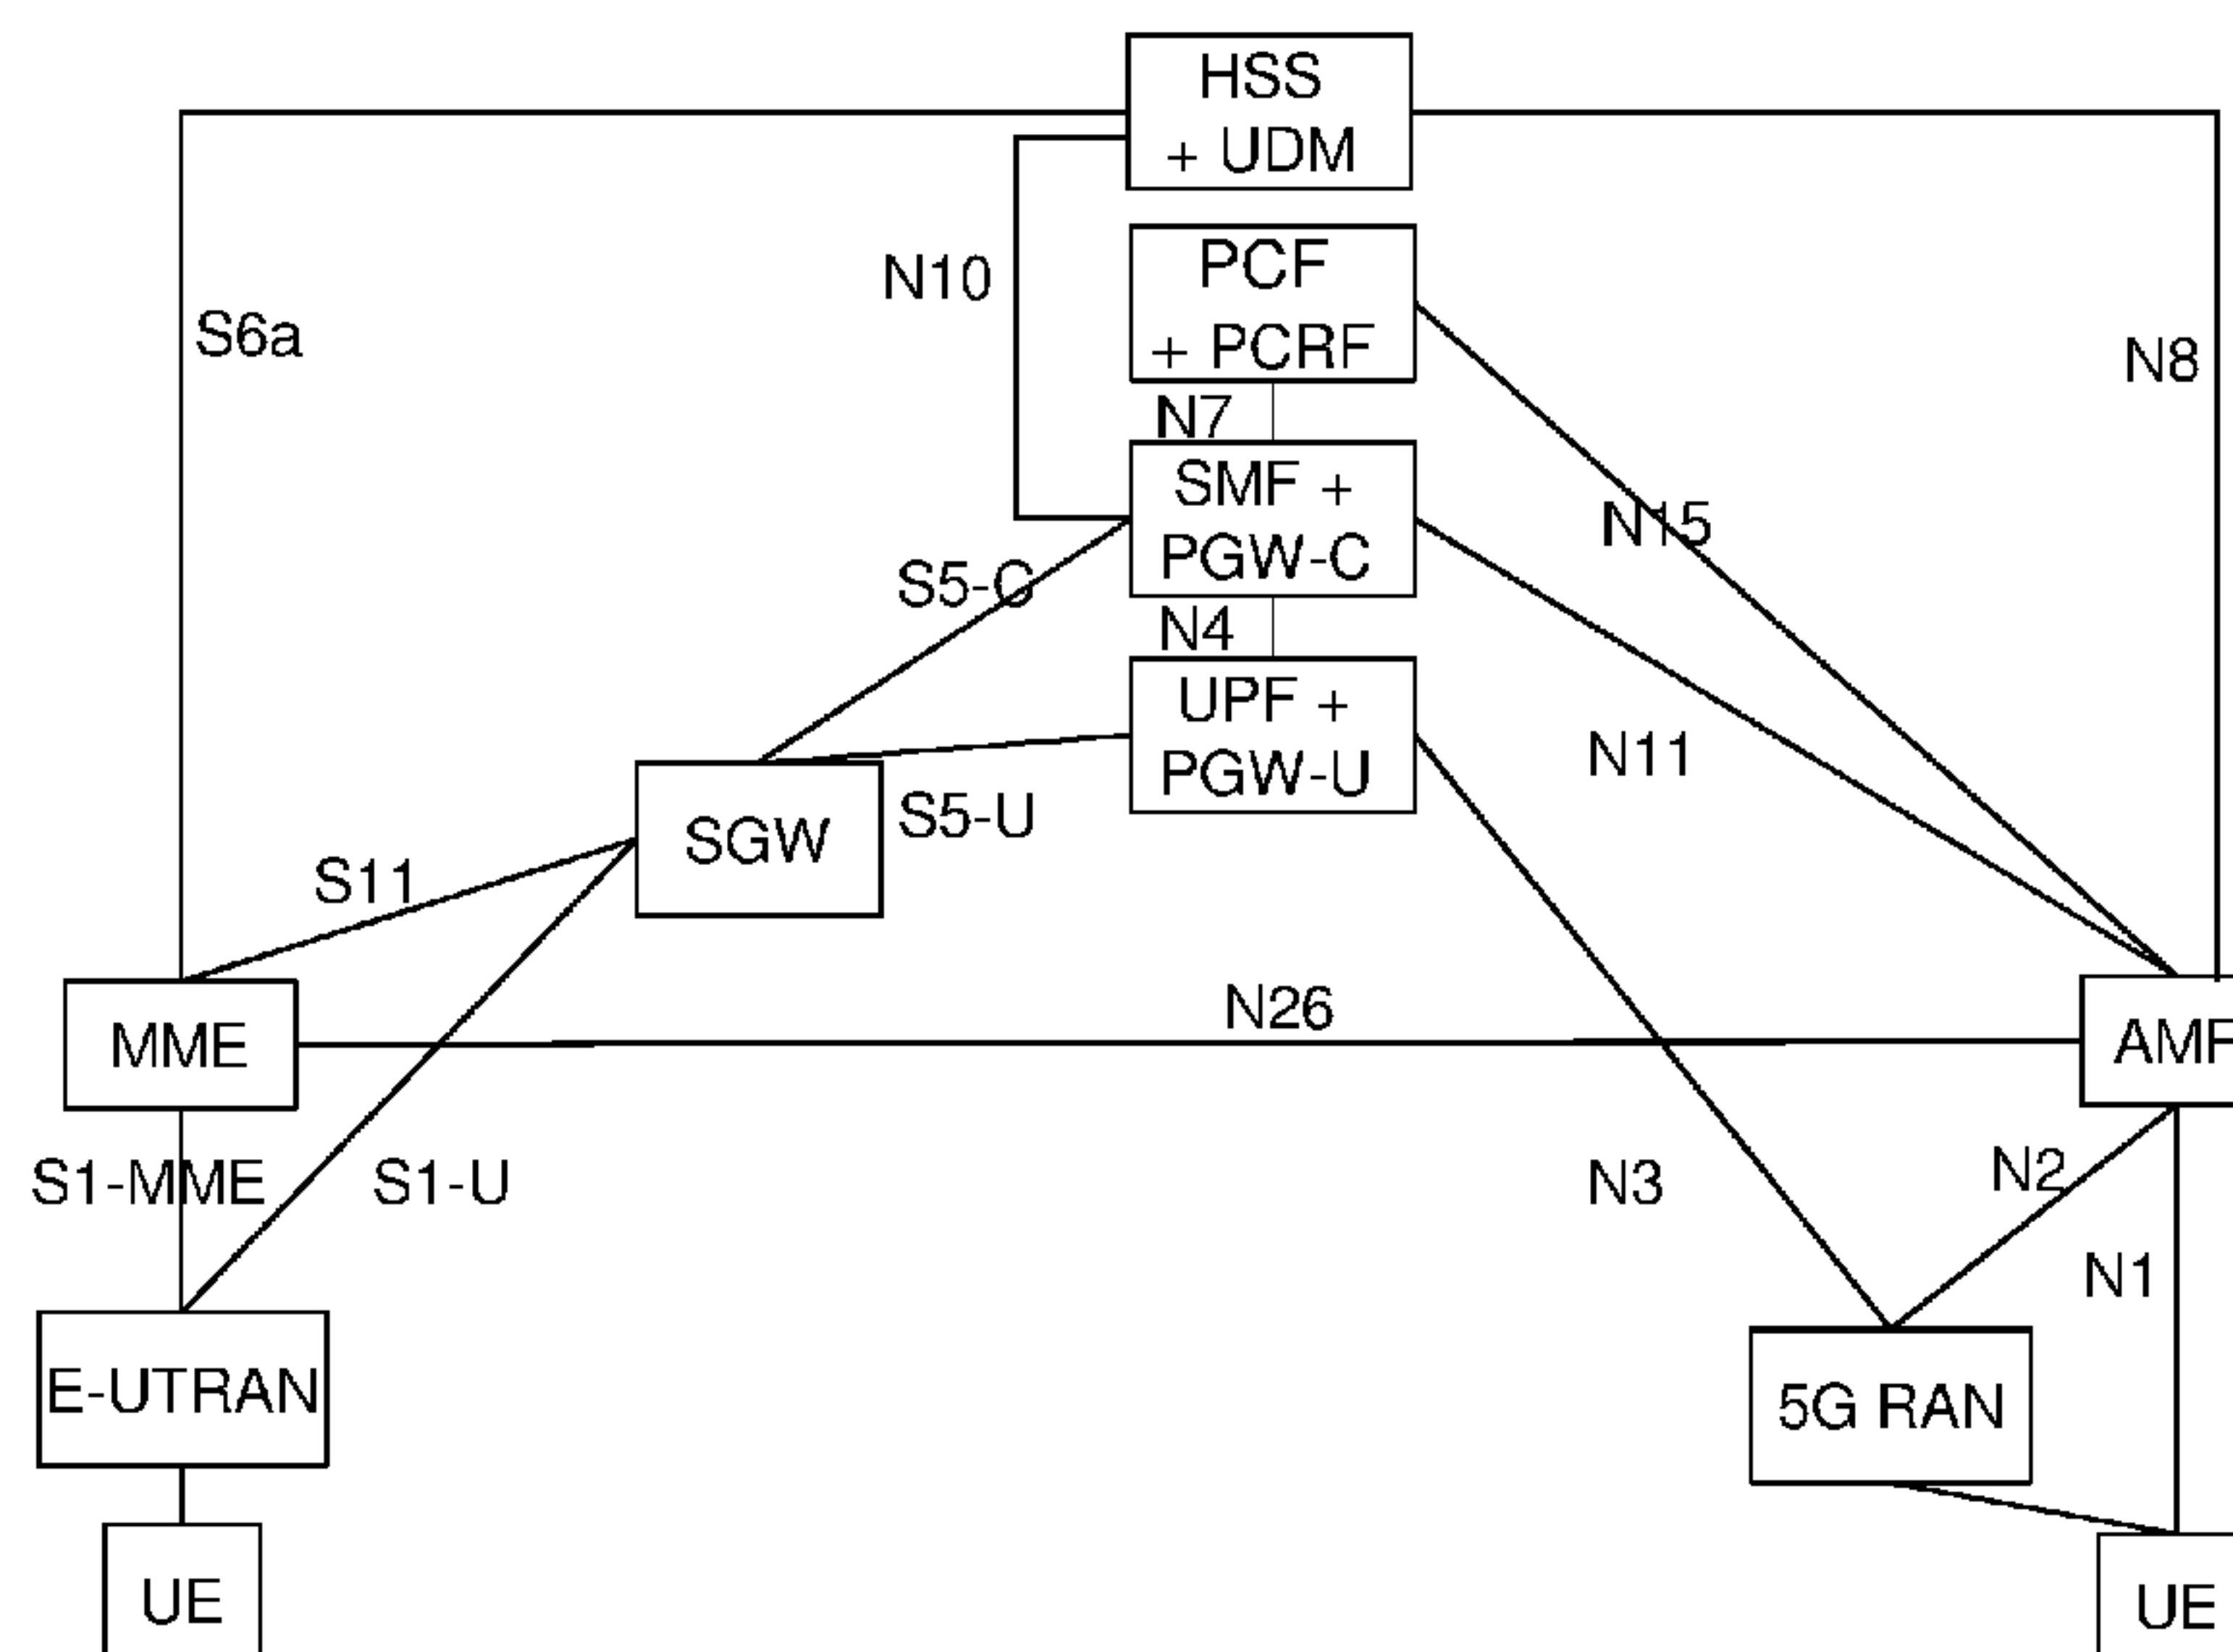 HSS
+ UDM
PCF
+ PCRF
N10
S6a
N8
N7
SMF +
PGW-C
N15
S5-C
N4
UPF +
PGW-U
N11
S5-U
SGW
S11
N26
MME
AMF
S1-MME
S1-U
N3
N2
N1
E-UTRAN
5G RAN
UE
UE